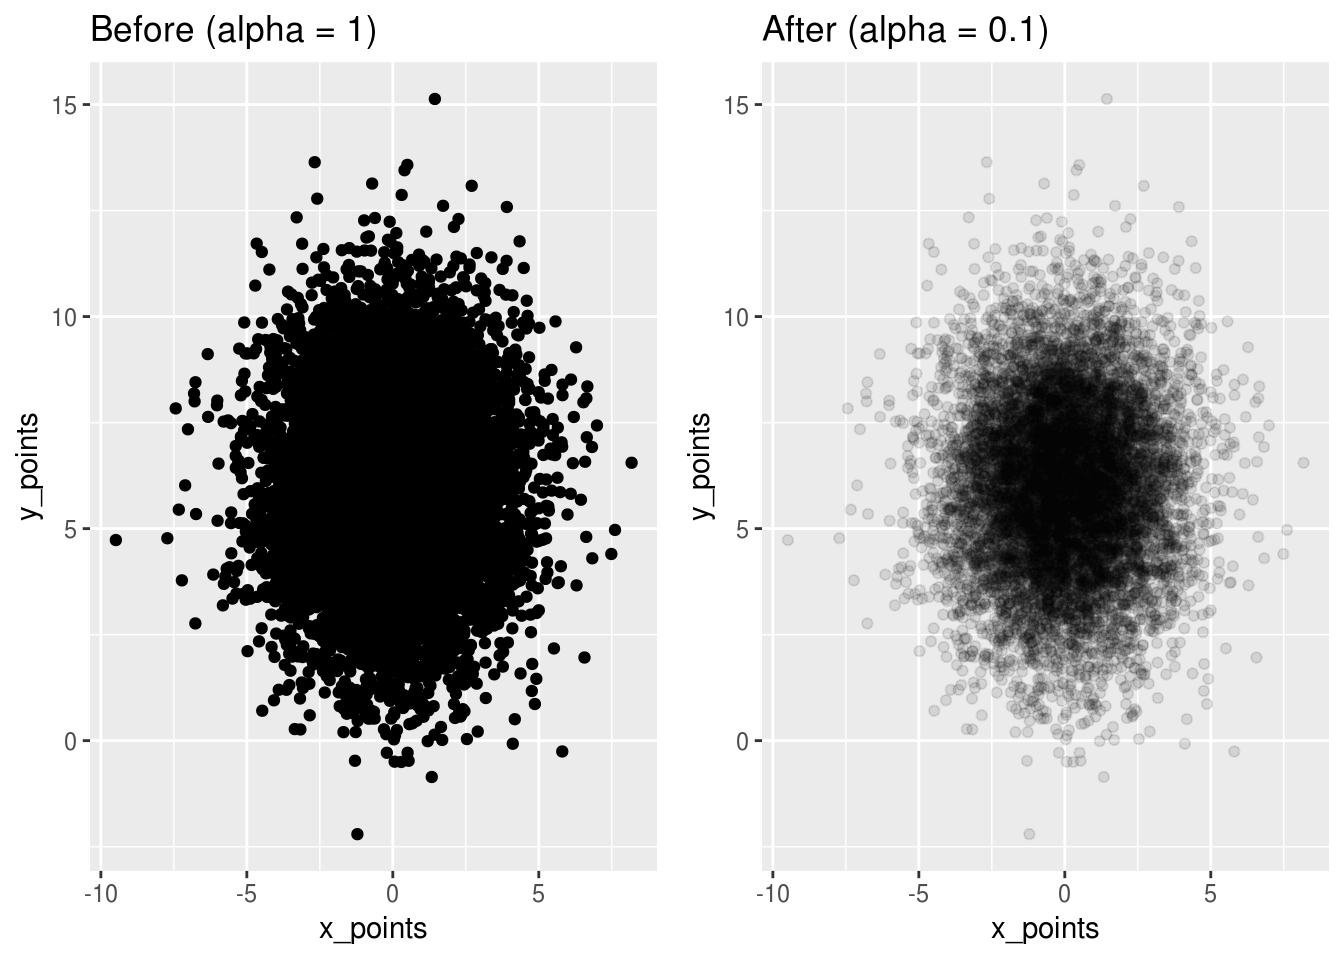 Before (alpha = 1)
15
10
5
0
y_points
-10 -5 0 5
x_points
After (alpha = 0.1)
15
10
5
0
y_points
-10 -5 0 5
x_points